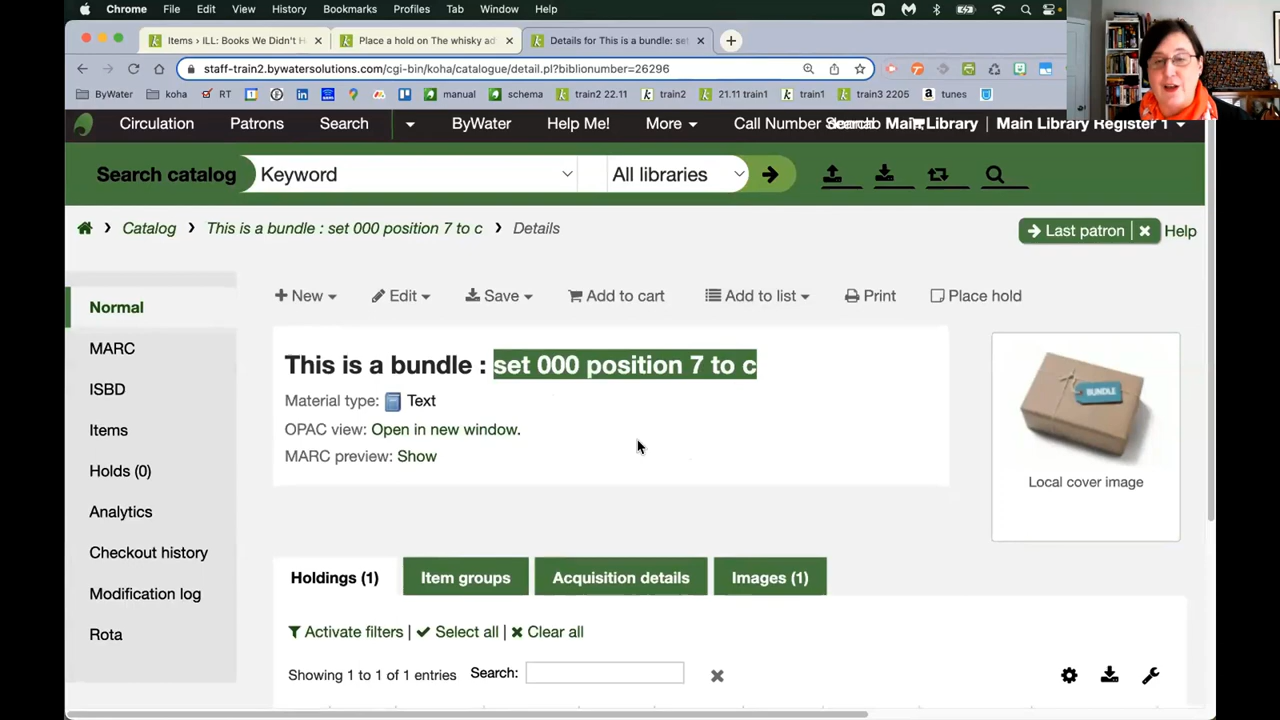 Chrome File Edit View History Bookmarks Profiles Tab Window Help
Items › ILL: Books We Didn't H Place a hold on The whisky ad Details for This is a bundle: set
staff-train2.bywatersolutions.com/cgi-bin/koha/catalogue/detail.pl?biblionumber=26296
ByWater koha RT manual schema train2 22.11 train2 21.11 train1 train1 train3 2205 tunes
Circulation Patrons Search ByWater Help Me! More Call Number Main Library | Main Library Register 1
Search catalog Keyword All libraries
Catalog This is a bundle : set 000 position 7 to c Details
Last patron Help
Normal
MARC
ISBD
Items
Holds (0)
Analytics
Checkout history
Modification log
Rota
New Edit Save Add to cart Add to list Print Place hold
This is a bundle : set 000 position 7 to c
Material type: Text
OPAC view: Open in new window.
MARC preview: Show
BUNDLE
Local cover image
Holdings (1) Item groups Acquisition details Images (1)
Activate filters | Select all | Clear all
Showing 1 to 1 of 1 entries Search: